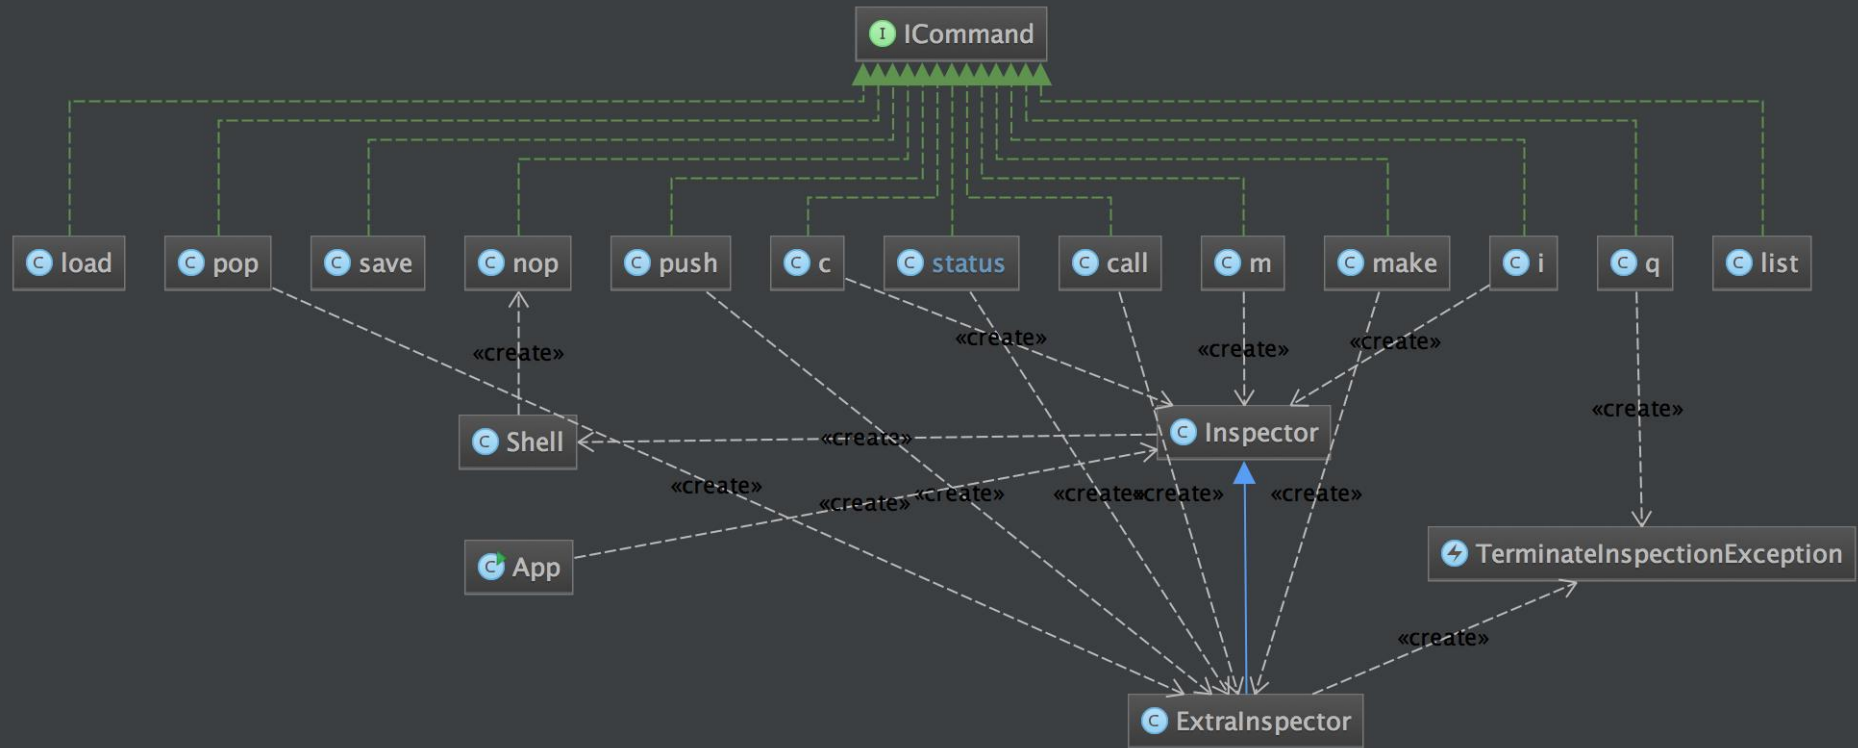 I ICommand
C load
C pop
C save
C nop
C push
C c
C status
C call
C m
C make
C i
C q
C list
«create»
«create»
«create»
«create»
«create»
C Shell
«create»
C Inspector
«create»
«create»
«create»
«create»
«create»
«create»
C App
TerminateInspectionException
«create»
C ExtraInspector